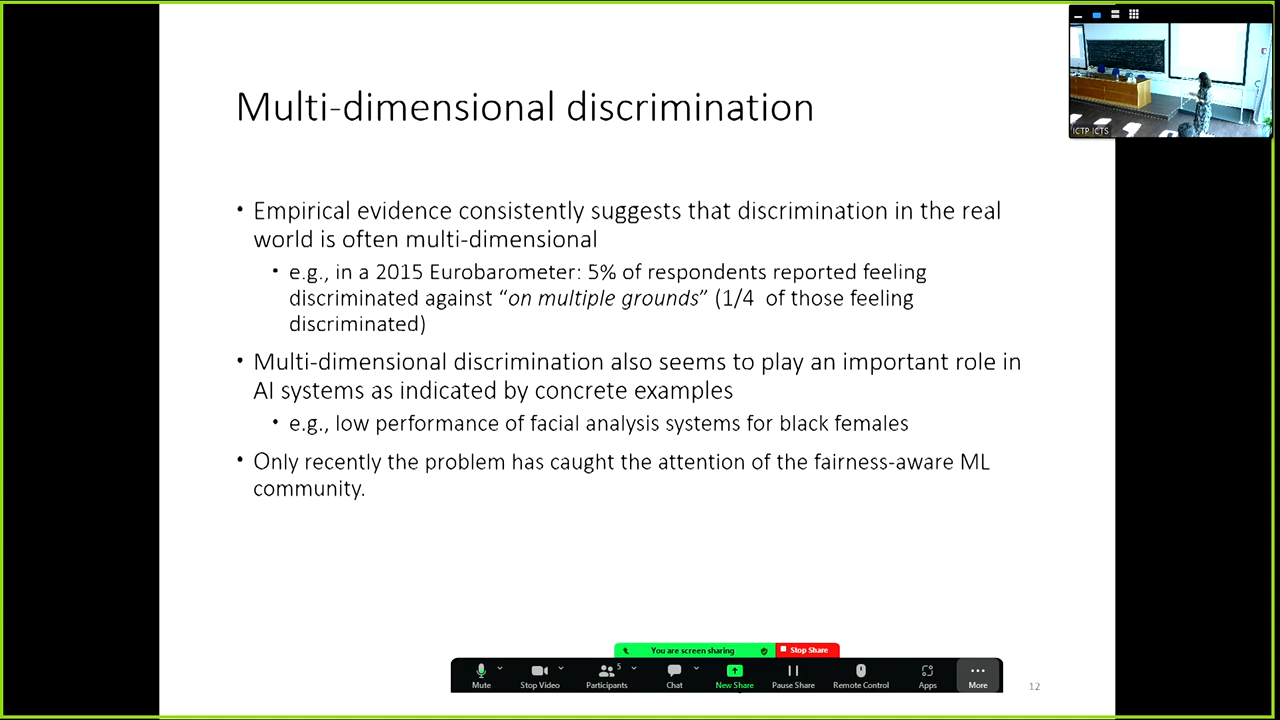 Multi-dimensional discrimination
• Empirical evidence consistently suggests that discrimination in the real
world is often multi-dimensional
• e.g., in a 2015 Eurobarometer: 5% of respondents reported feeling
discriminated against “on multiple grounds” (1/4 of those feeling
discriminated)
• Multi-dimensional discrimination also seems to play an important role in
AI systems as indicated by concrete examples
• e.g., low performance of facial analysis systems for black females
• Only recently the problem has caught the attention of the fairness-aware ML
community.
ICTP ICTS
You are screen sharing
Stop Share
Mute
Stop Video
Participants
5
Chat
New Share
Pause Share
Remote Control
Apps
More
12